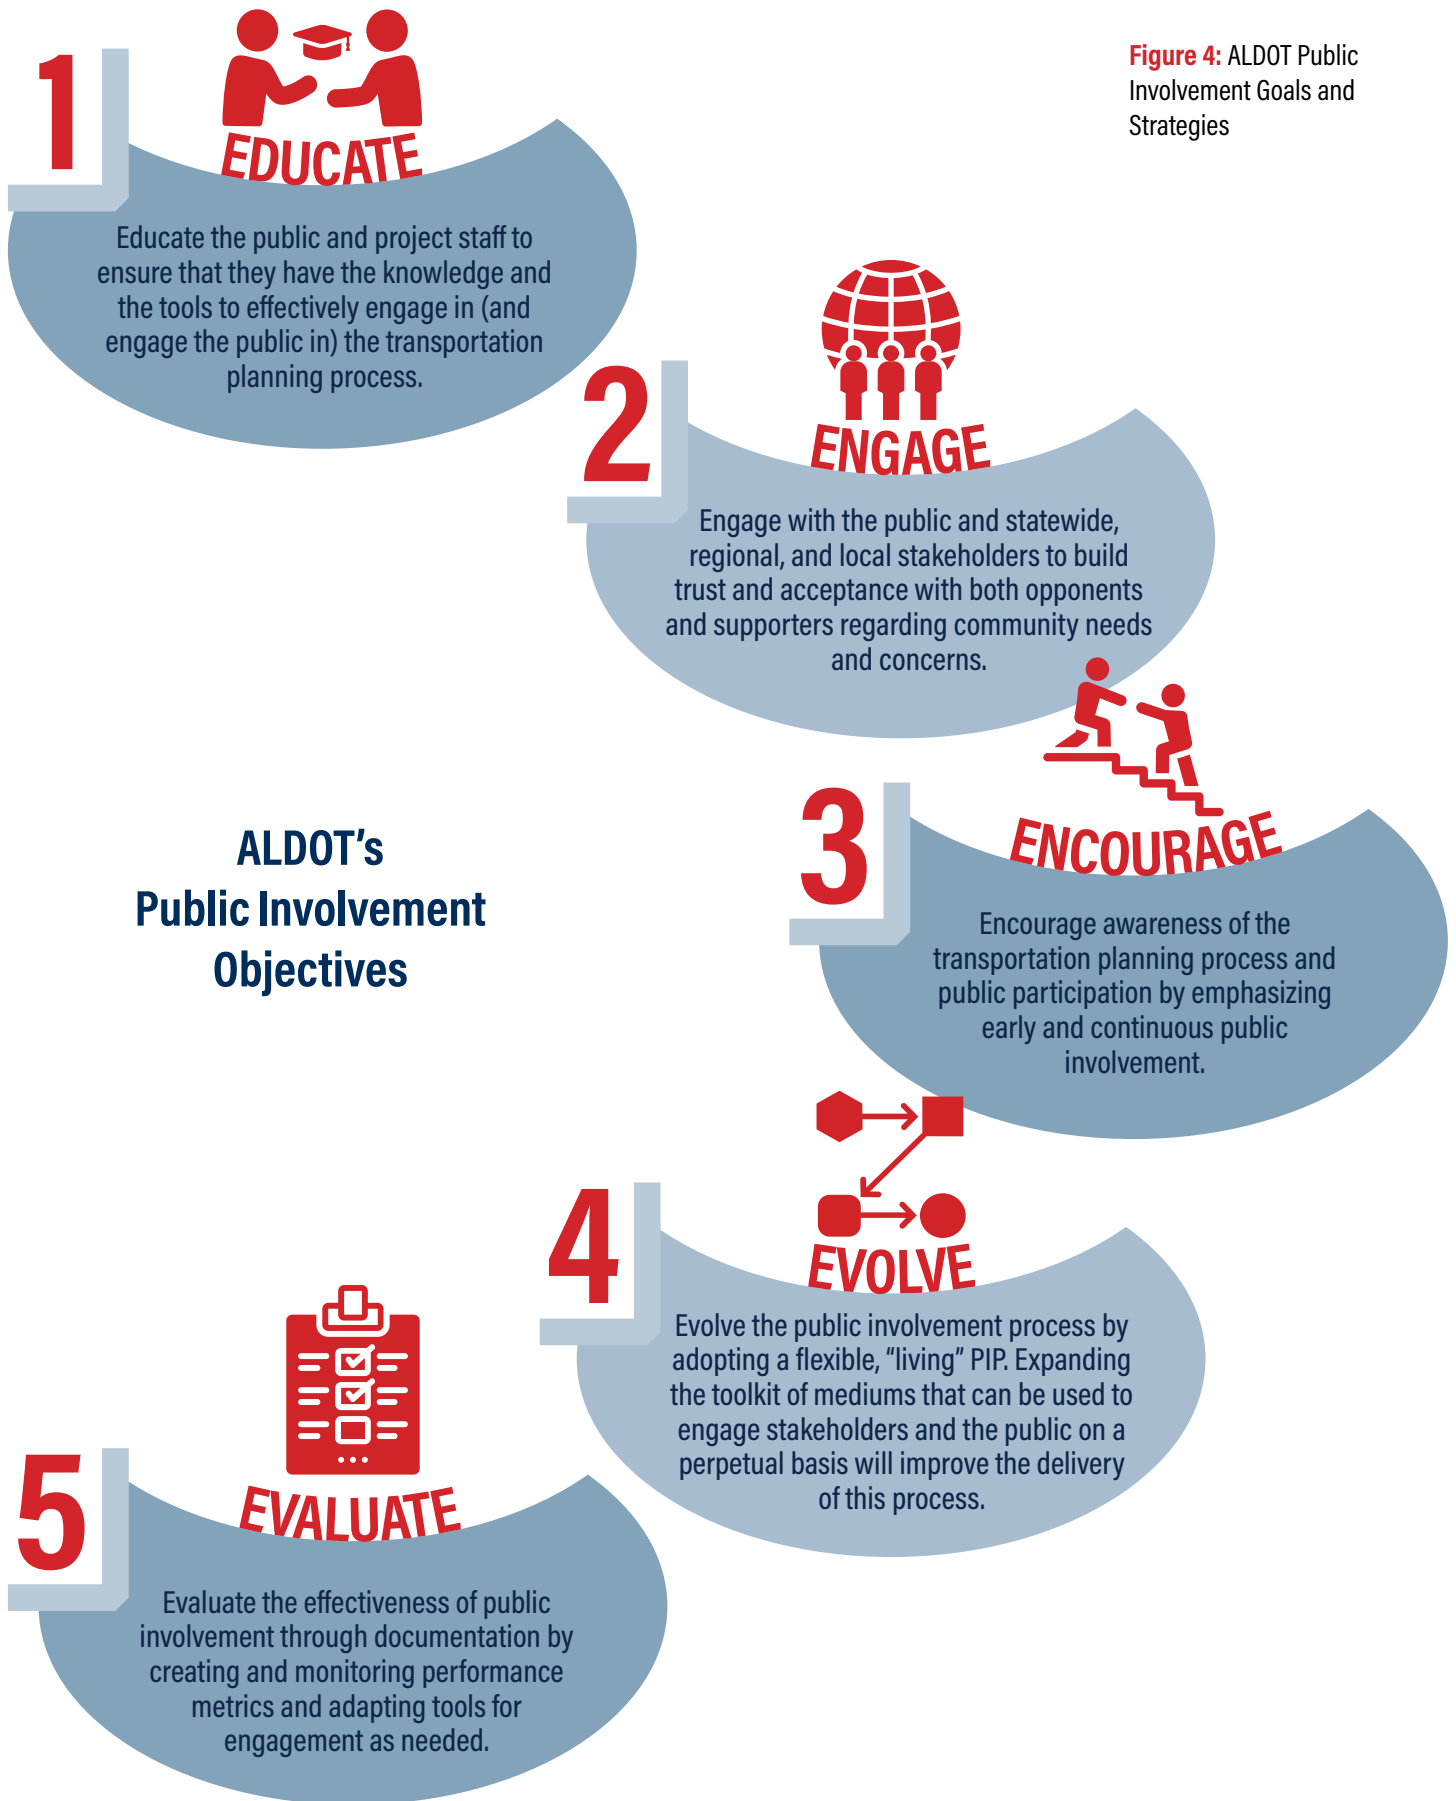 Figure 4: ALDOT Public
Involvement Goals and
Strategies
1
EDUCATE
Educate the public and project staff to
ensure that they have the knowledge and
the tools to effectively engage in (and
engage the public in) the transportation
planning process.
2
ENGAGE
Engage with the public and statewide,
regional, and local stakeholders to build
trust and acceptance with both opponents
and supporters regarding community needs
and concerns.
ALDOT’s
Public Involvement
Objectives
3
ENCOURAGE
Encourage awareness of the
transportation planning process and
public participation by emphasizing
early and continuous public
involvement.
4
EVOLVE
Evolve the public involvement process by
adopting a flexible, “living” PIP. Expanding
the toolkit of mediums that can be used to
engage stakeholders and the public on a
perpetual basis will improve the delivery
of this process.
5
EVALUATE
Evaluate the effectiveness of public
involvement through documentation by
creating and monitoring performance
metrics and adapting tools for
engagement as needed.